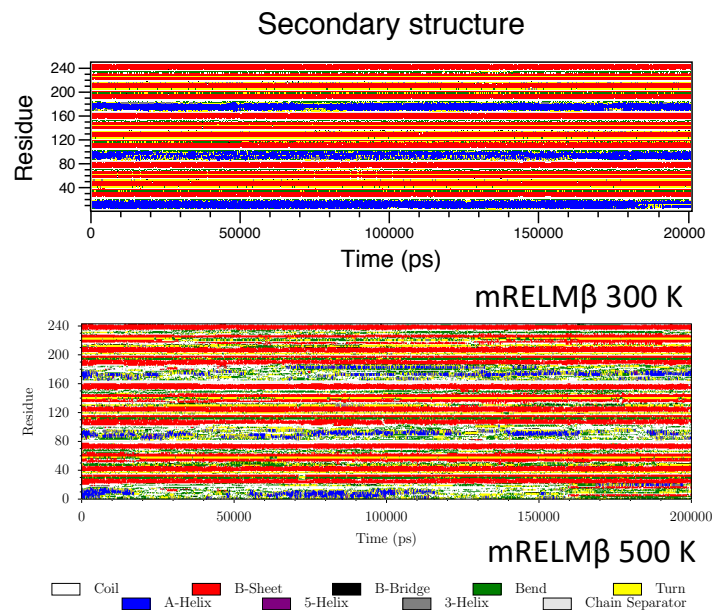 Secondary structure
240
200
160
120
80
40
Residue
0 50000 100000 150000 200000
Time (ps)
mRELMβ 300 K
240
200
160
120
80
40
0
Residue
0 50000 100000 150000 200000
Time (ps)
mRELMβ 500 K
Coil B-Sheet B-Bridge Bend Turn
A-Helix 5-Helix 3-Helix Chain Separator